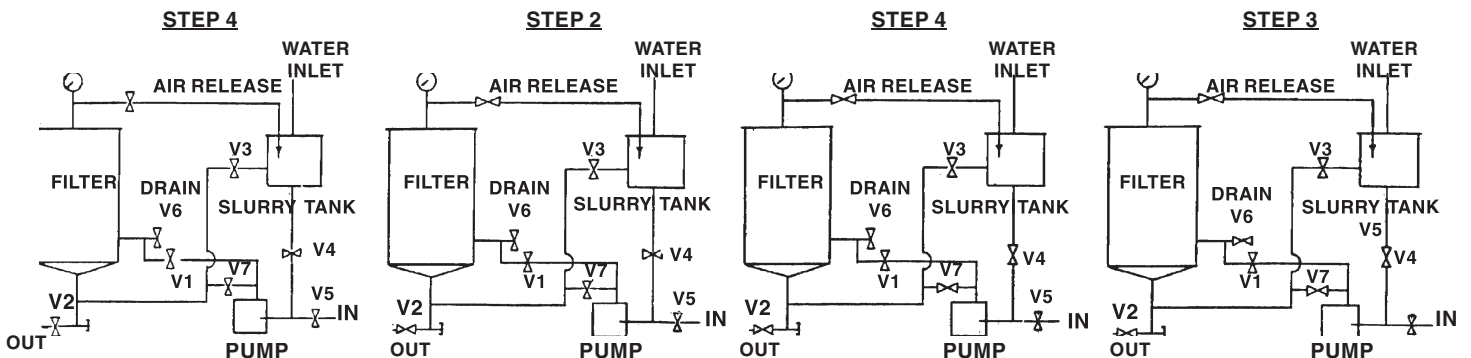 STEP 4
WATER
INLET
AIR RELEASE
V3
FILTER
DRAIN
V6
SLURRY TANK
V4
V7
V1
V2
V5
IN
OUT
PUMP
STEP 2
WATER
INLET
AIR RELEASE
V3
FILTER
DRAIN
V6
SLURRY TANK
V4
V7
V1
V2
V5
IN
OUT
PUMP
STEP 4
WATER
INLET
AIR RELEASE
V3
FILTER
DRAIN
V6
SLURRY TANK
V4
V1
V7
V2
V5
IN
OUT
PUMP
STEP 3
WATER
INLET
AIR RELEASE
V3
FILTER
DRAIN
V6
SLURRY TANK
V5
V4
V1
V7
V2
IN
OUT
PUMP